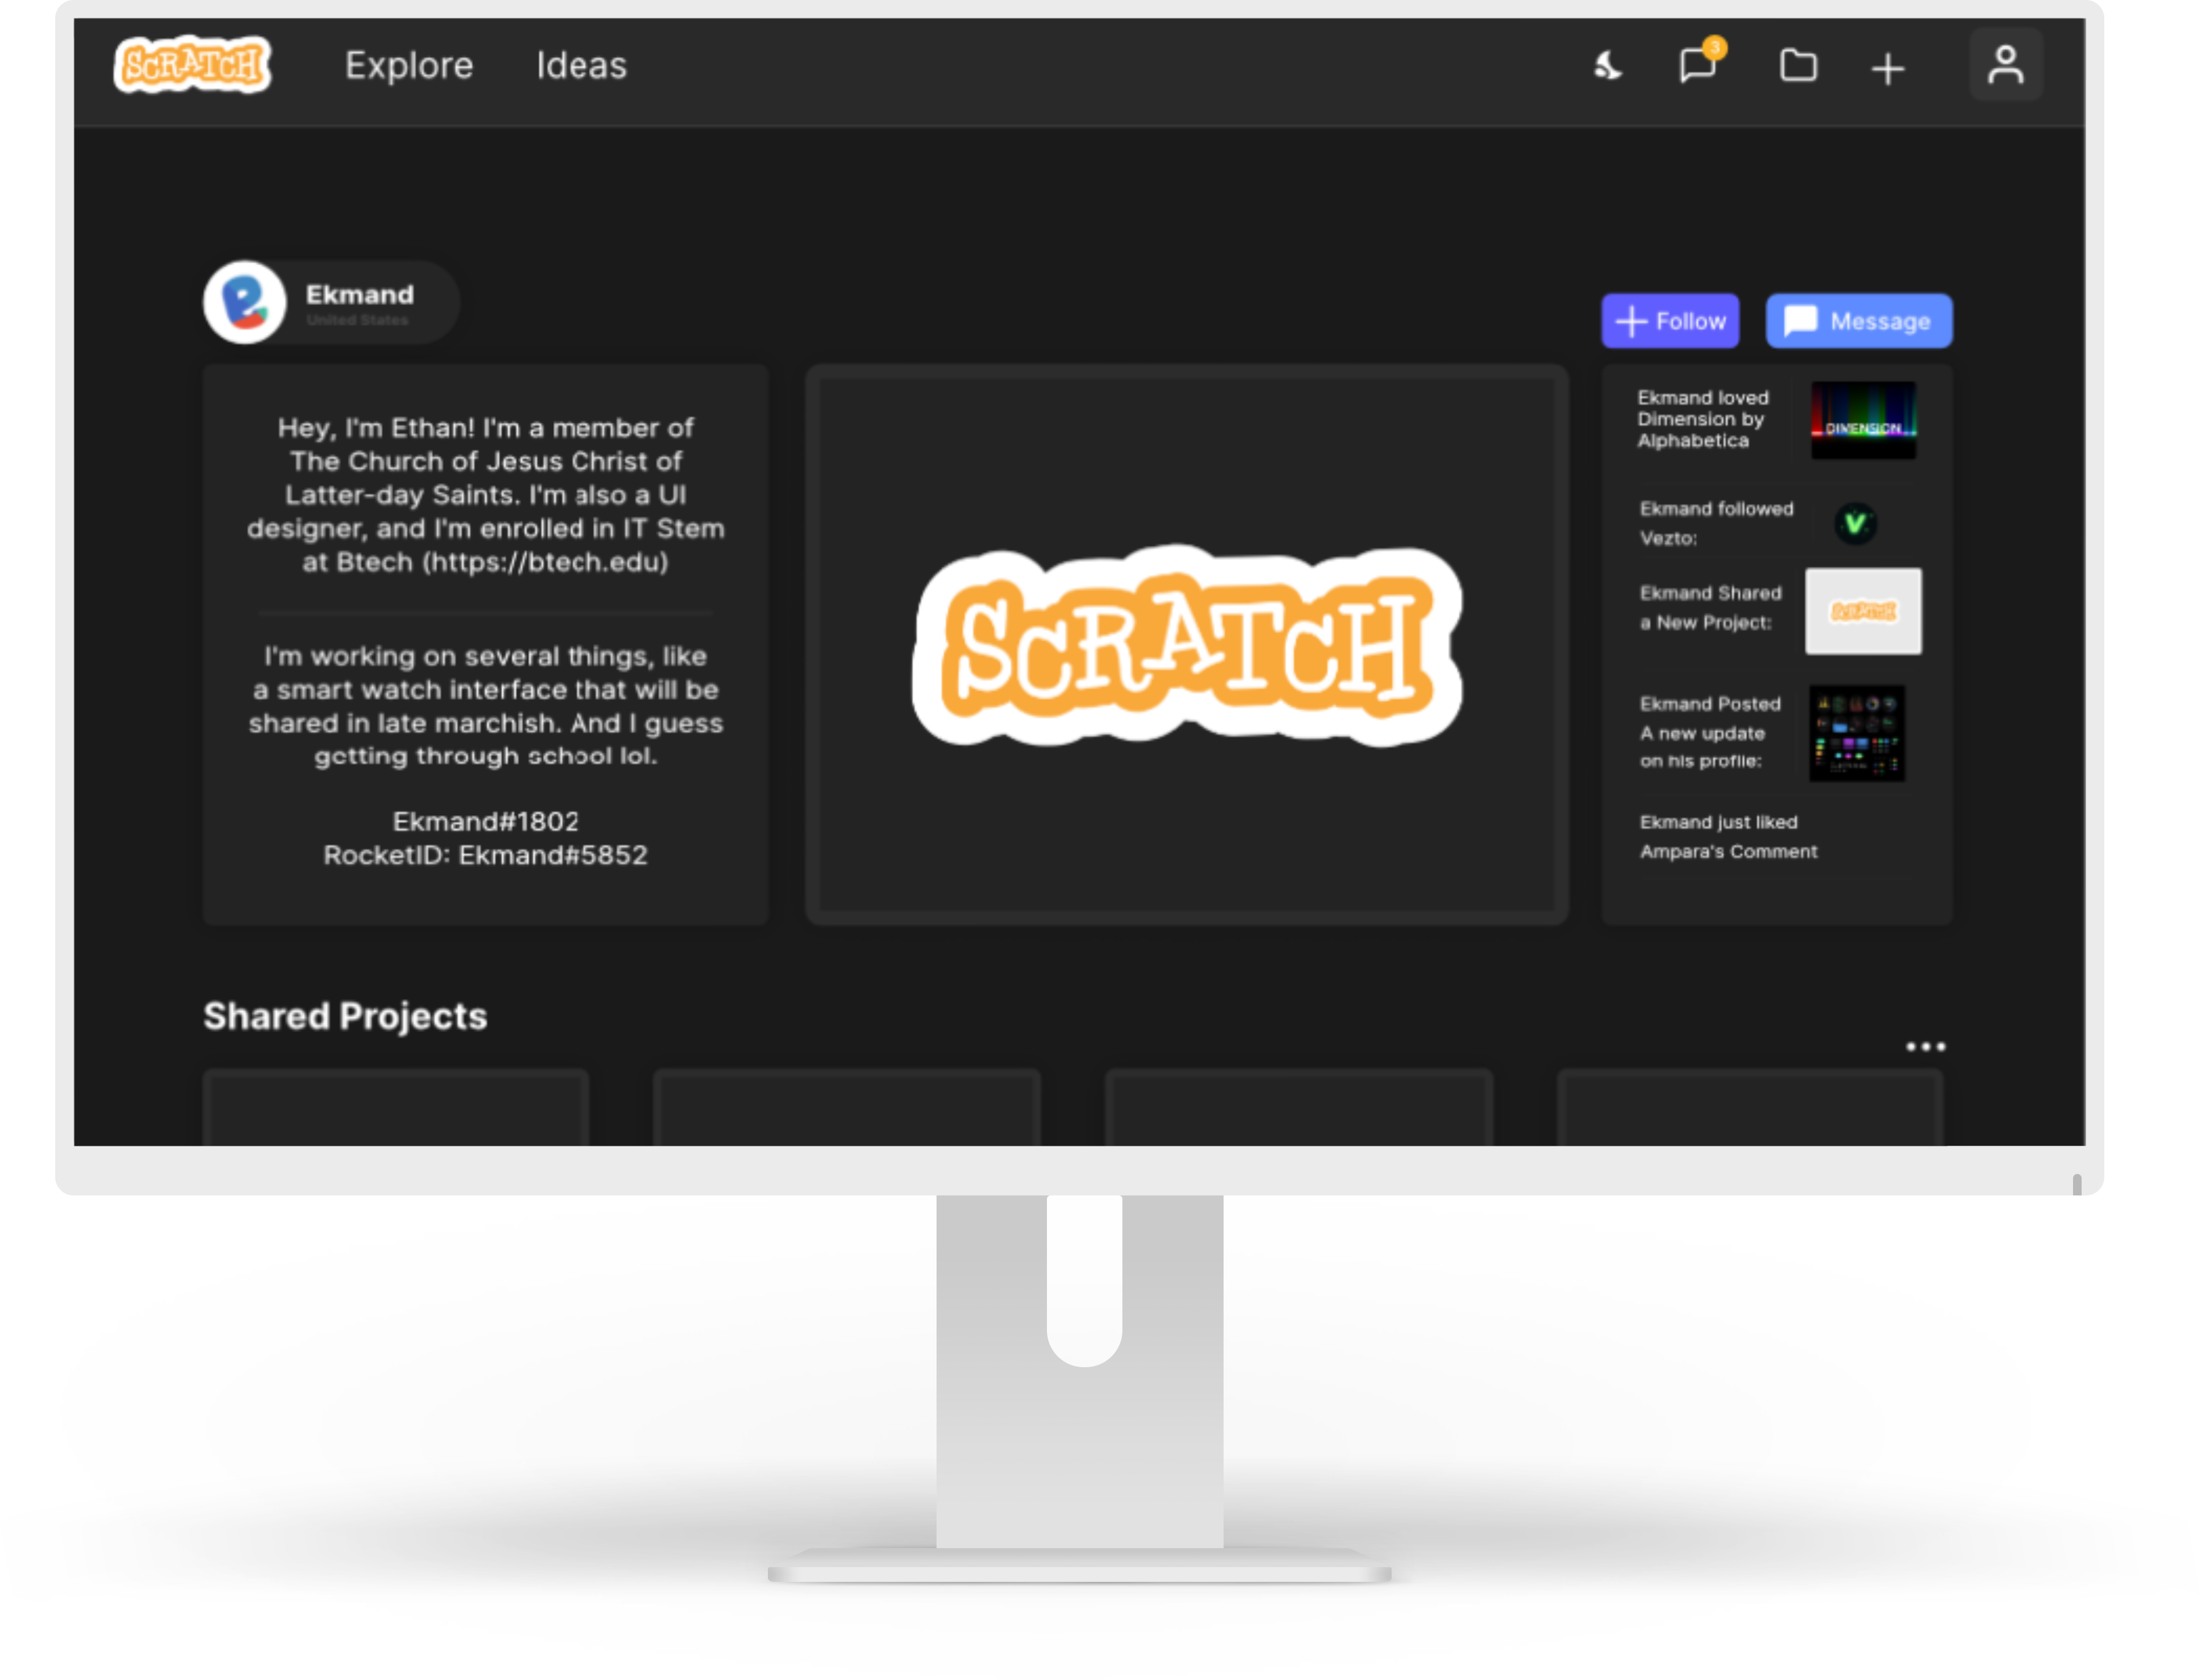 SCRATCH Explore Ideas 3
Ekmand
United States
Follow Message
Hey, I'm Ethan! I'm a member of
The Church of Jesus Christ of
Latter-day Saints. I'm also a UI
designer, and I'm enrolled in IT Stem
at Btech (https://btech.edu)
I'm working on several things, like
a smart watch interface that will be
shared in late marchish. And I guess
getting through school lol.
Ekmand#1802
RocketID: Ekmand#5852
SCRATCH
Ekmand loved
Dimension by
Alphabetica
DIMENSION
Ekmand followed
Vezto:
V
Ekmand Shared
a New Project:
SCRATCH
Ekmand Posted
A new update
on his profile:
Ekmand just liked
Ampara's Comment
Shared Projects